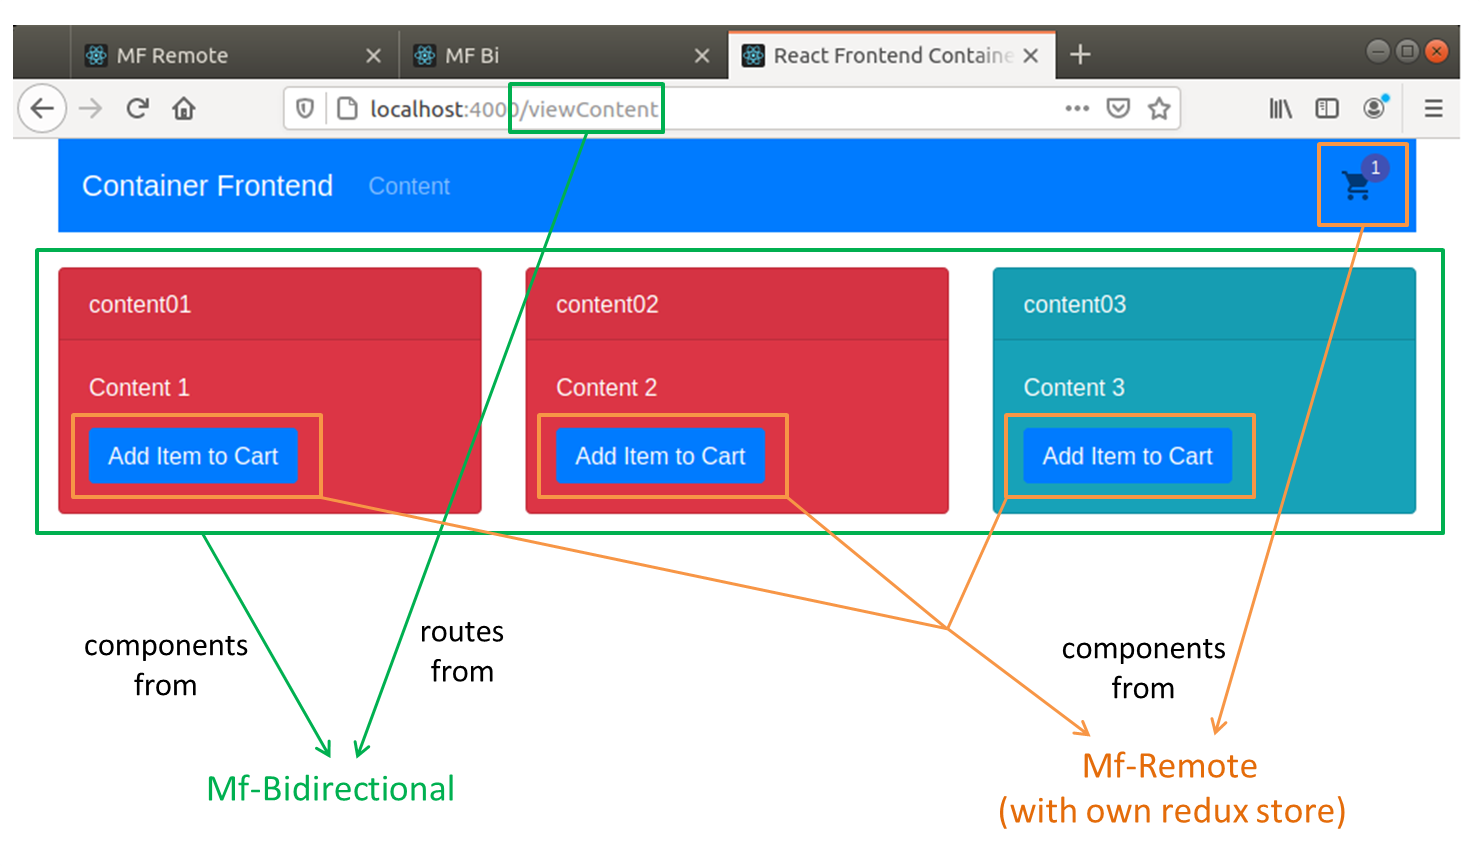 MF Remote
MF Bi
React Frontend Containe
localhost:4000/viewContent
Container Frontend
Content
1
content01
content02
content03
Content 1
Content 2
Content 3
Add Item to Cart
Add Item to Cart
Add Item to Cart
components
from
routes
from
components
from
Mf-Bidirectional
Mf-Remote
(with own redux store)